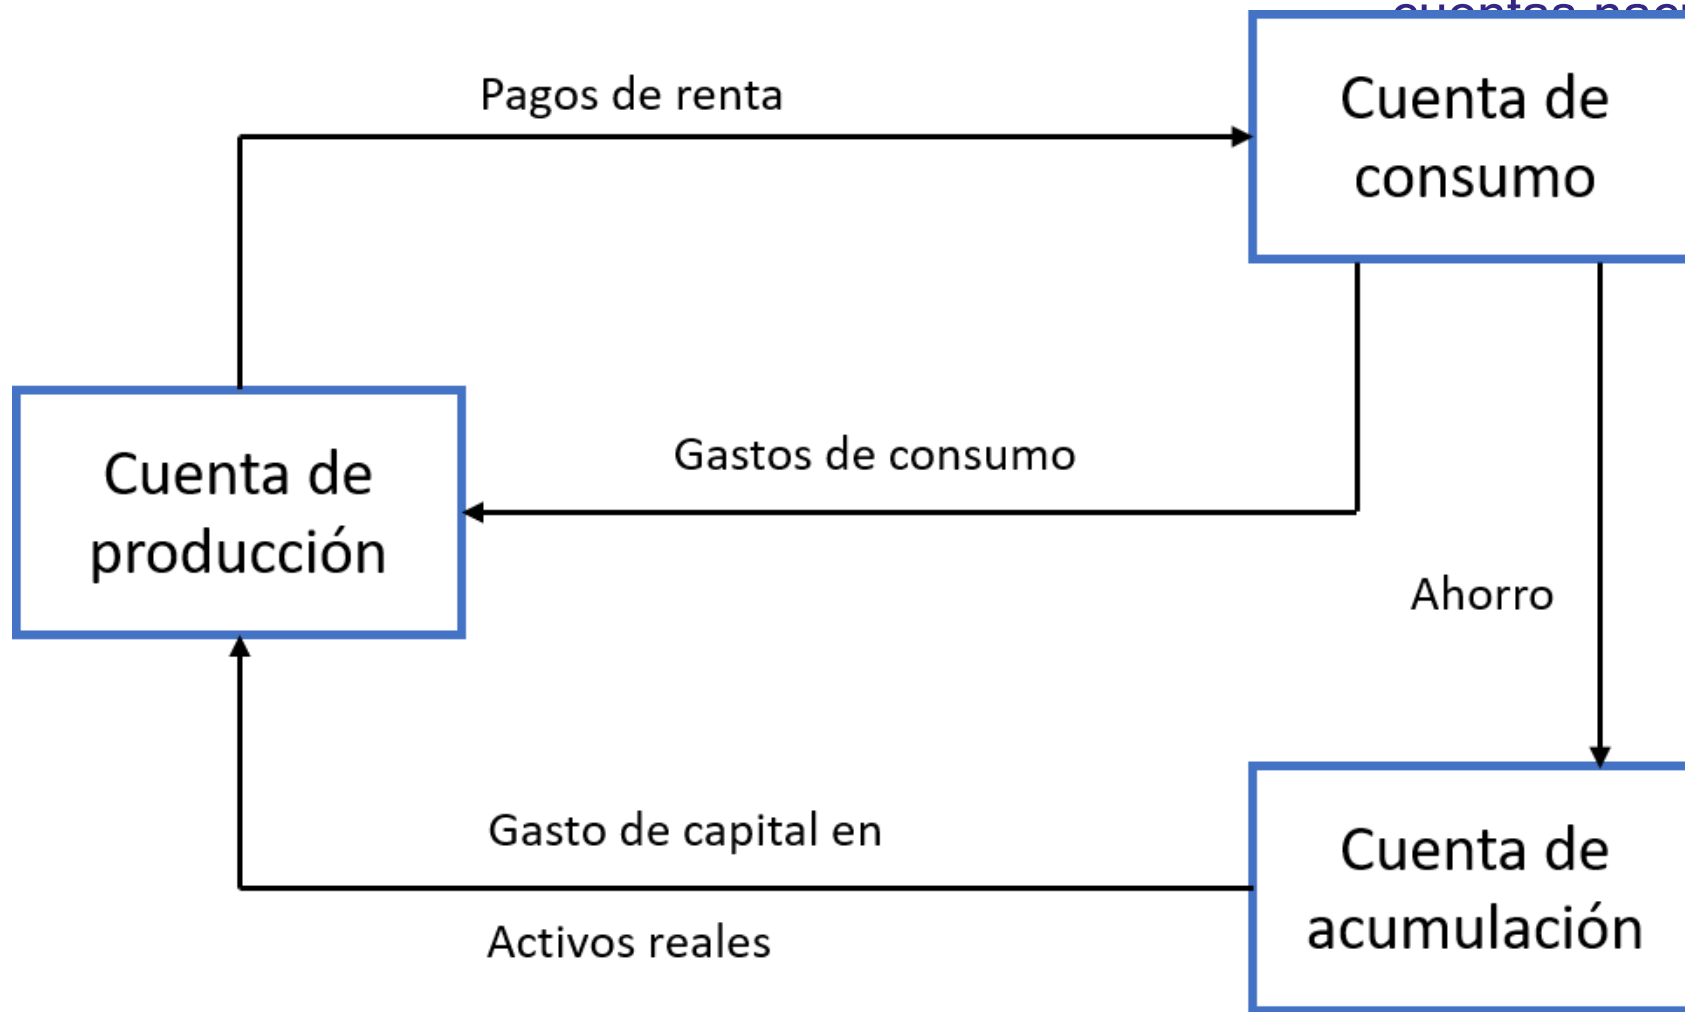 Pagos de renta
Cuenta de
consumo
Cuenta de
producción
Gastos de consumo
Ahorro
Gasto de capital en
Activos reales
Cuenta de
acumulación